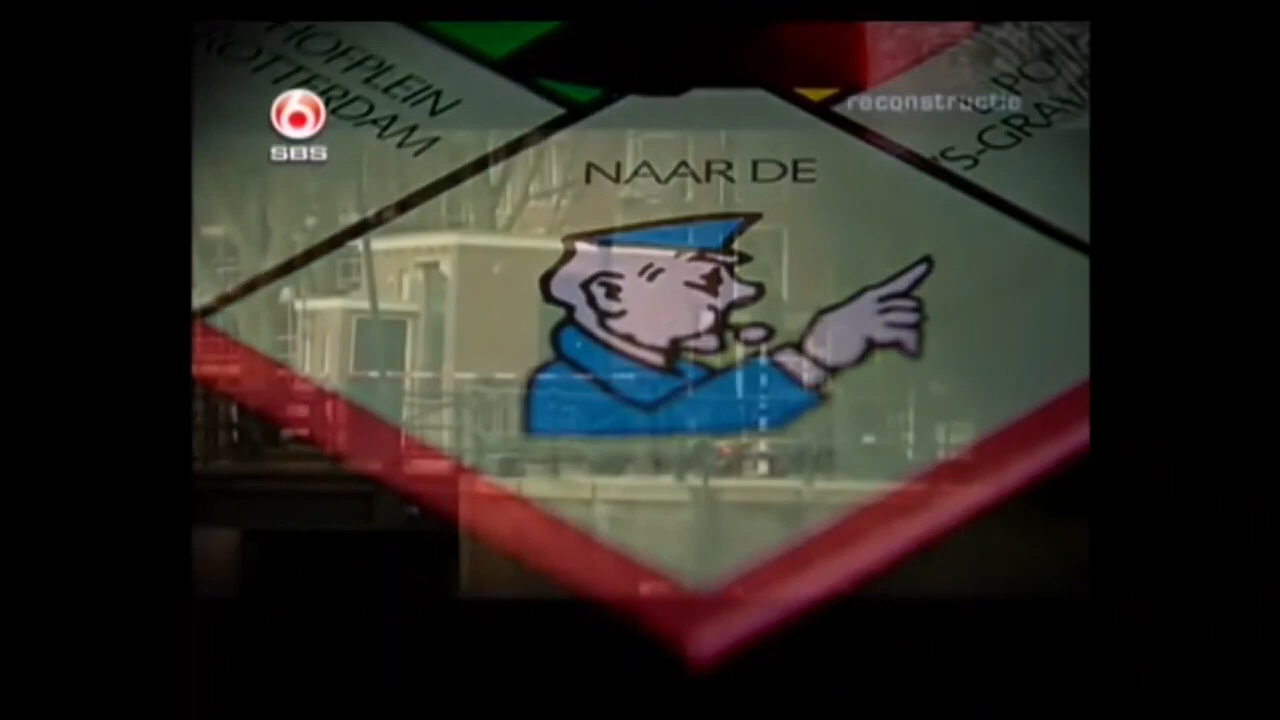 HOFPLEIN
ROTTERDAM
6
SBS
reconstructie
NAAR DE
'S-GRAV